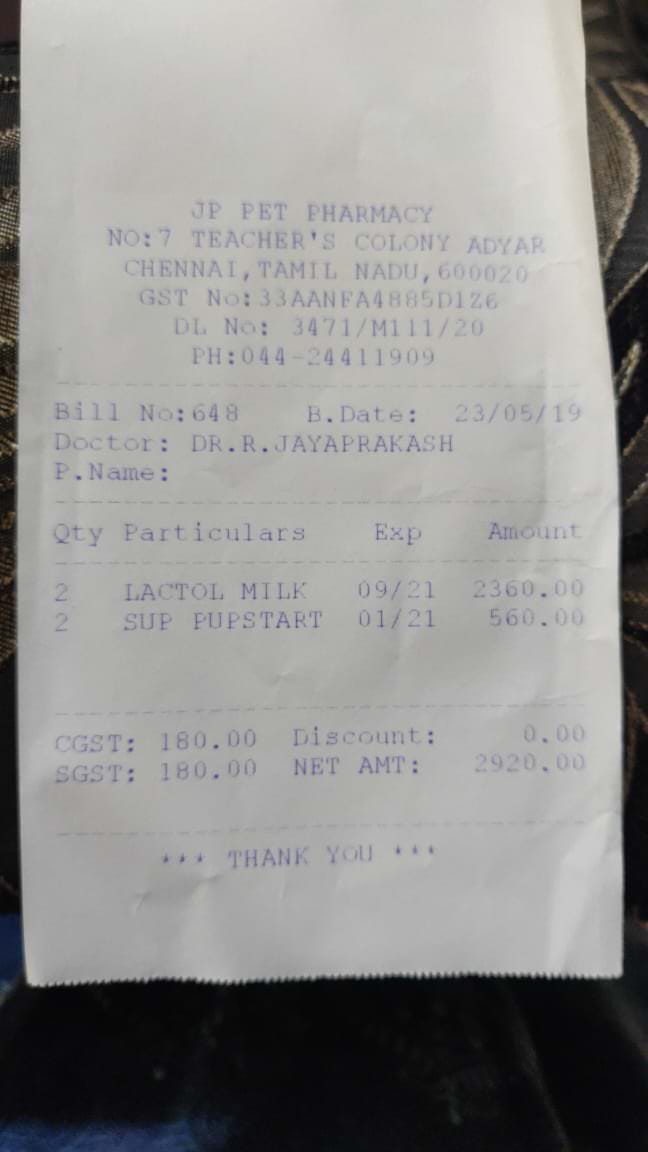 JP PET PHARMACY
NO:7 TEACHER'S COLONY ADYAR
CHENNAI,TAMIL NADU,600020
GST No:33AANFA4885D1Z6
DL No: 3471/M111/20
PH:044-24411909
Bill No:648 B.Date: 23/05/19
Doctor: DR.R.JAYAPRAKASH
P.Name:
Qty Particulars Exp Amount
2 LACTOL MILK 09/21 2360.00
2 SUP PUPSTART 01/21 560.00
CGST: 180.00 Discount: 0.00
SGST: 180.00 NET AMT: 2920.00
*** THANK YOU ***